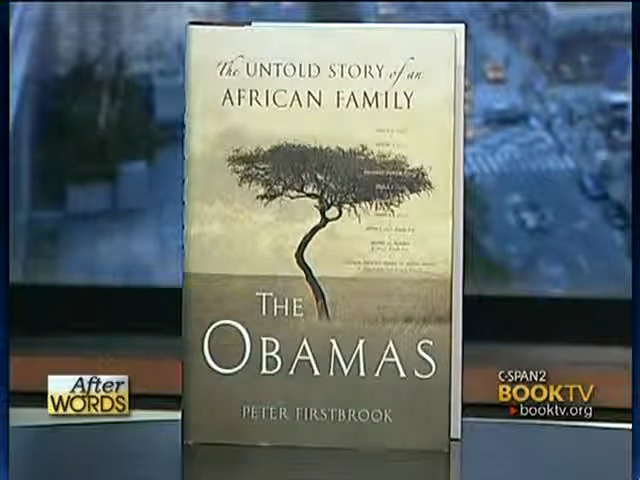 The UNTOLD STORY of an
AFRICAN FAMILY
THE
OBAMAS
PETER FIRSTBROOK
After
WORDS
C-SPAN2
BOOKTV
booktv.org